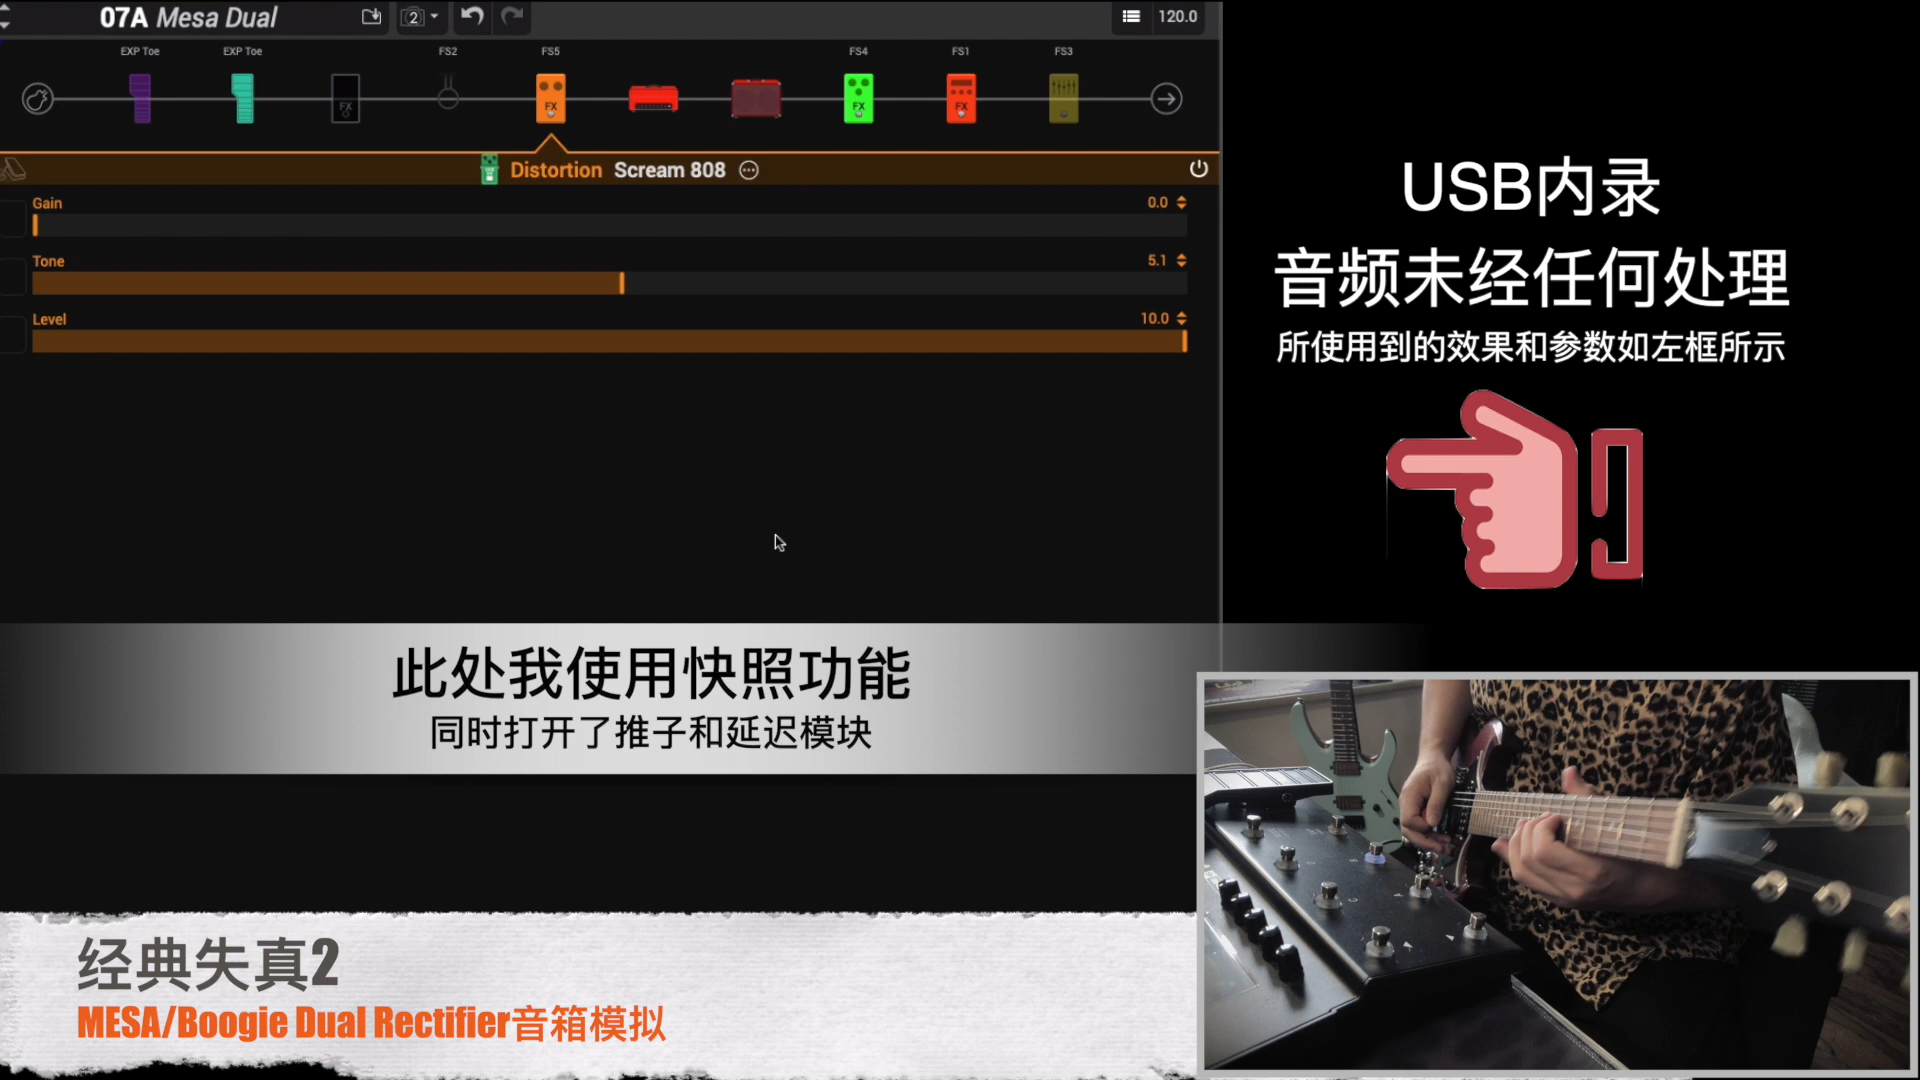 07A Mesa Dual
2
120.0
EXP Toe
EXP Toe
FS2
FS5
FS4
FS1
FS3
FX
FX
FX
FX
Distortion Scream 808
Gain
0.0
Tone
5.1
Level
10.0
USB内录
音频未经任何处理
所使用到的效果和参数如左框所示
此处我使用快照功能
同时打开了推子和延迟模块
经典失真2
MESA/Boogie Dual Rectifier音箱模拟